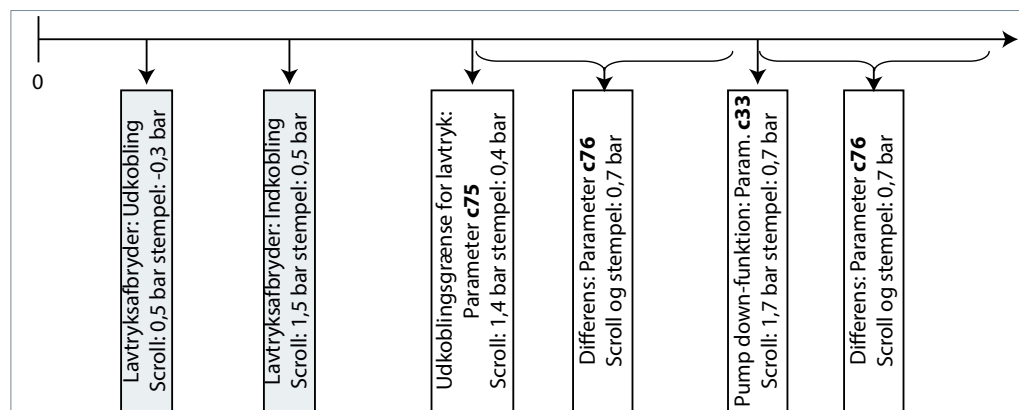 0
Lavtryksafbryder: Udkobling
Scroll: 0,5 bar stempel: -0,3 bar
Lavtryksafbryder: Indkobling
Scroll: 1,5 bar stempel: 0,5 bar
Udkoblingsgrænse for lavtryk:
Parameter c75
Scroll: 1,4 bar stempel: 0,4 bar
Differens: Parameter c76
Scroll og stempel: 0,7 bar
Pump down-funktion: Param. c33
Scroll: 1,7 bar stempel: 0,7 bar
Differens: Parameter c76
Scroll og stempel: 0,7 bar